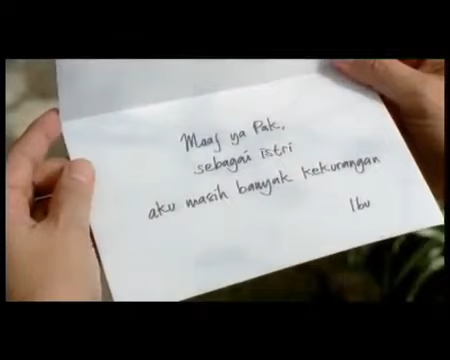 Maaf ya Pak,
sebagai istri
aku masih banyak kekurangan
Ibu